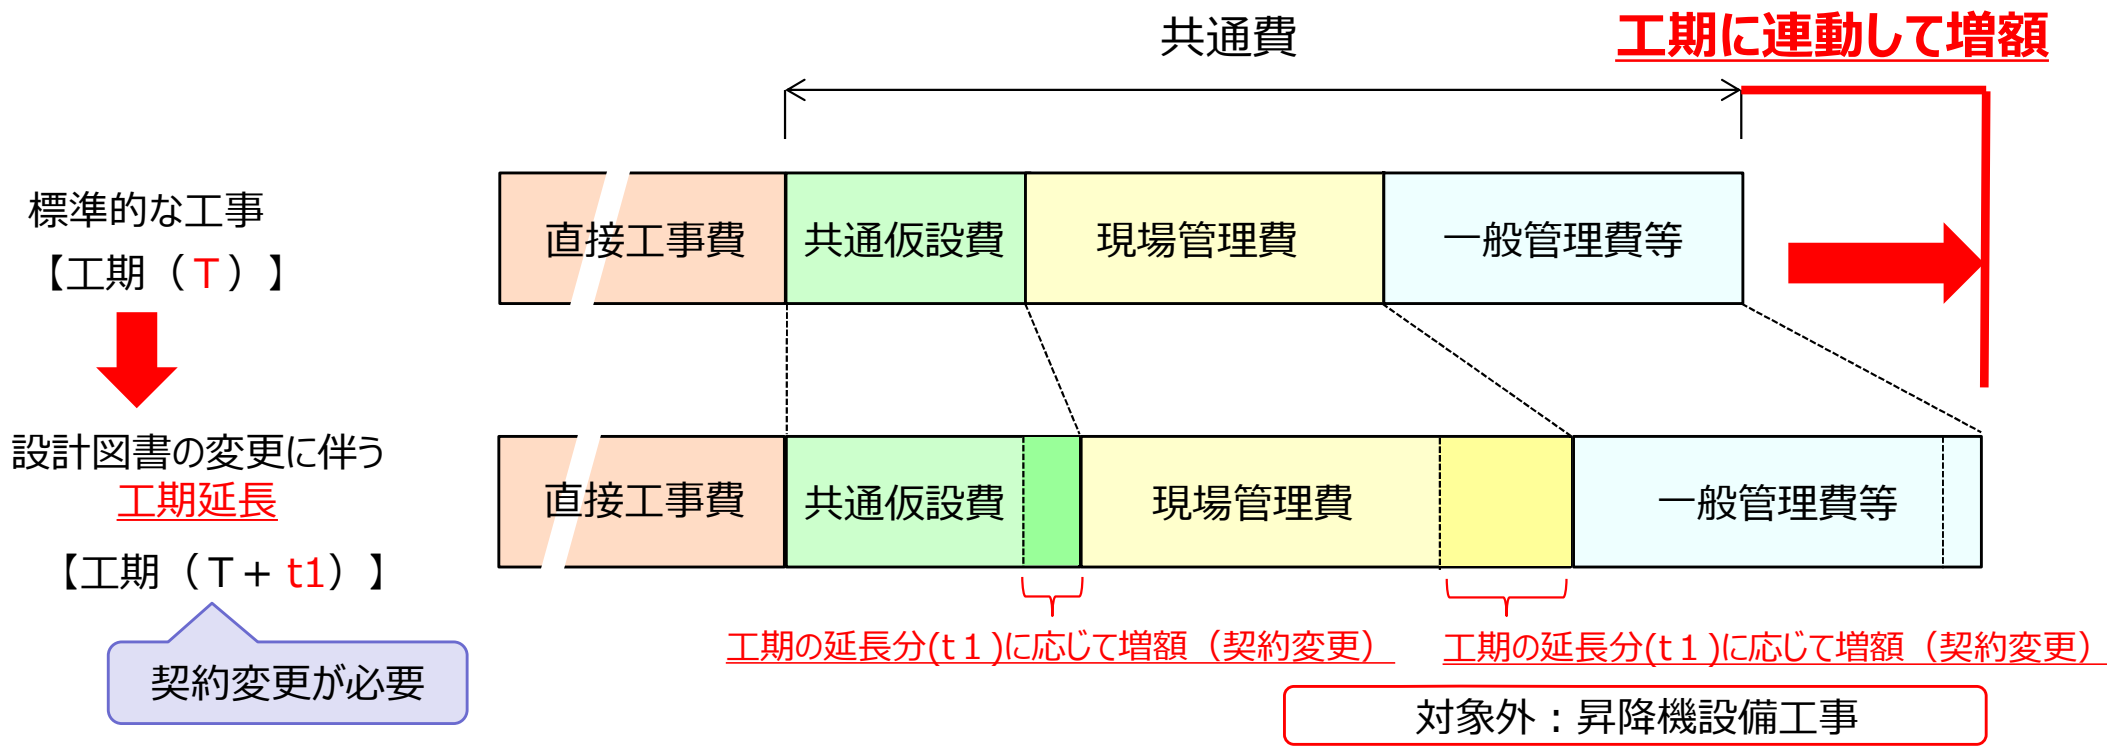 共通費
工期に連動して増額
標準的な工事
【工期（T）】
直接工事費
共通仮設費
現場管理費
一般管理費等
設計図書の変更に伴う
工期延長
【工期（T+ t1）】
直接工事費
共通仮設費
現場管理費
一般管理費等
契約変更が必要
工期の延長分(t１)に応じて増額（契約変更）
工期の延長分(t１)に応じて増額（契約変更）
対象外：昇降機設備工事